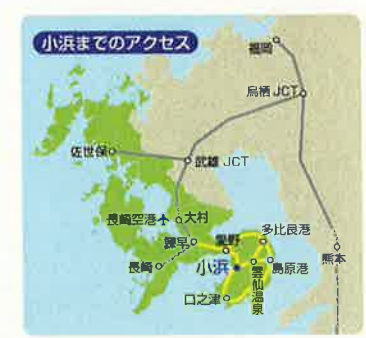 小浜までのアクセス
福岡
鳥栖 JCT
佐世保
武雄 JCT
長崎空港
大村
諫早
愛野
多比良港
長崎
小浜
雲仙温泉
島原港
熊本
口之津